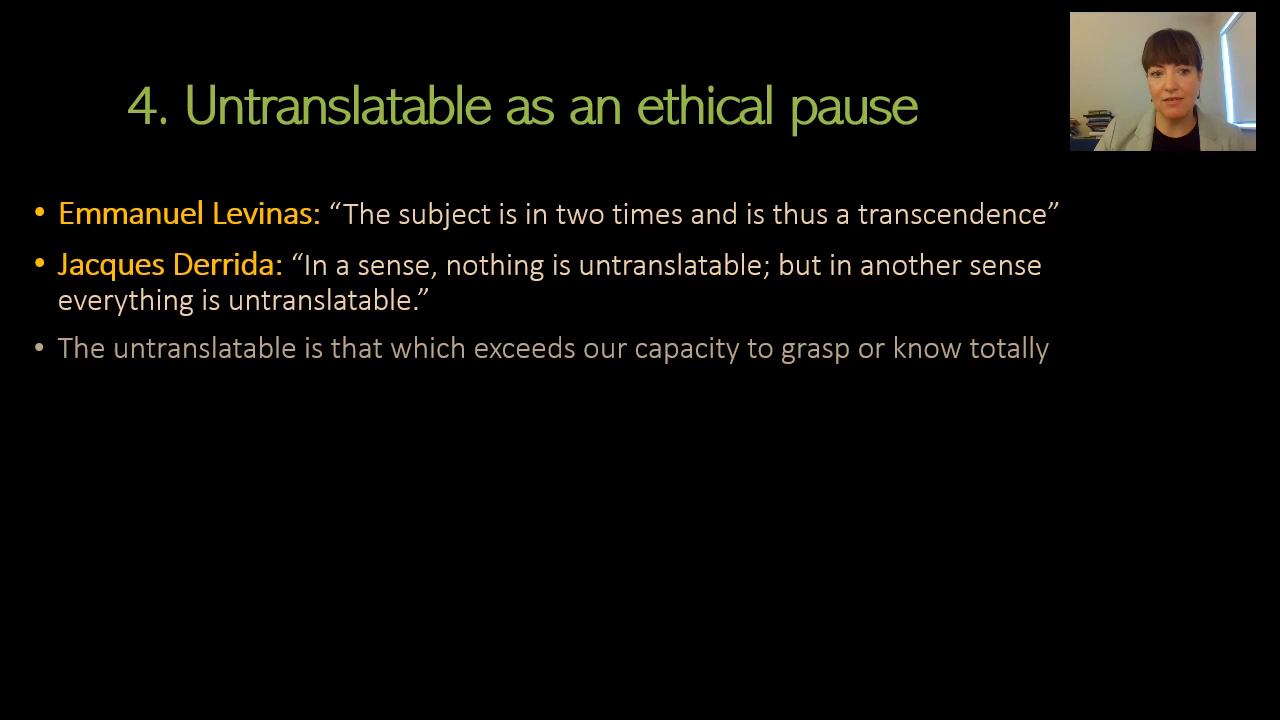 4. Untranslatable as an ethical pause
• Emmanuel Levinas: “The subject is in two times and is thus a transcendence”
• Jacques Derrida: “In a sense, nothing is untranslatable; but in another sense
everything is untranslatable.”
• The untranslatable is that which exceeds our capacity to grasp or know totally